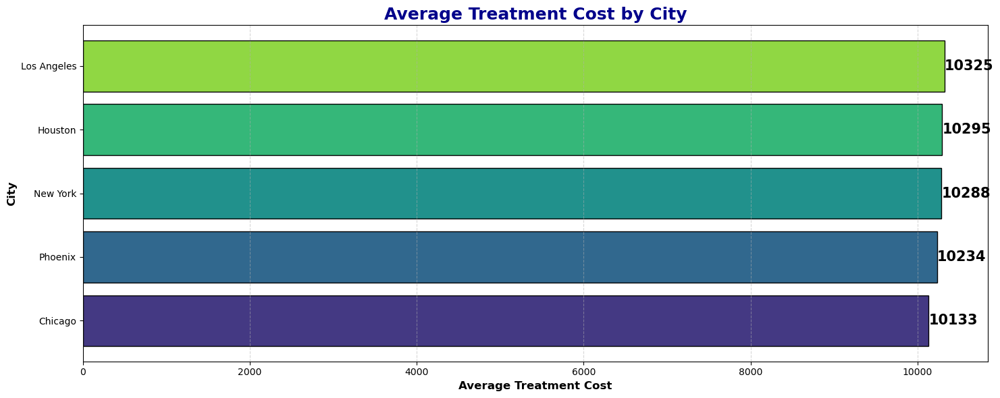 Average Treatment Cost by City
City
Los Angeles 10325
Houston 10295
New York 10288
Phoenix 10234
Chicago 10133
0 2000 4000 6000 8000 10000
Average Treatment Cost